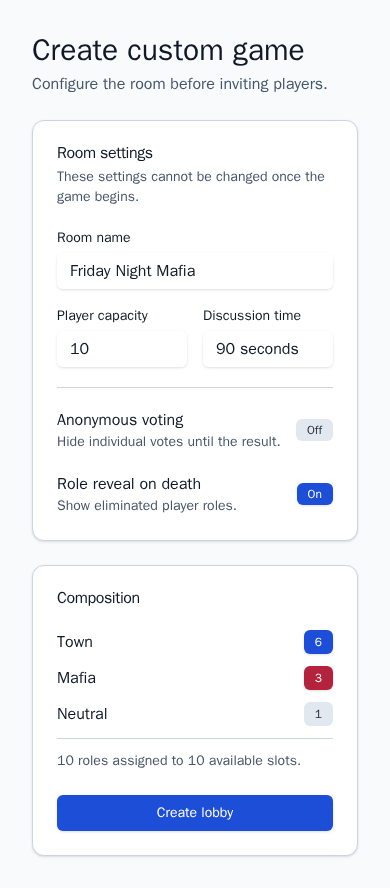 Create custom game
Configure the room before inviting players.
Room settings
These settings cannot be changed once the
game begins.
Room name
Friday Night Mafia
Player capacity
Discussion time
10
90 seconds
Anonymous voting
Hide individual votes until the result.
Off
Role reveal on death
Show eliminated player roles.
On
Composition
Town
6
Mafia
3
Neutral
1
10 roles assigned to 10 available slots.
Create lobby